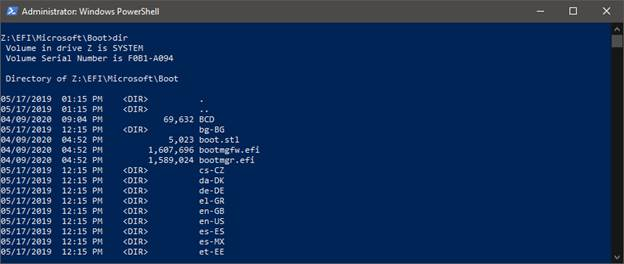 Administrator: Windows PowerShell
Z:\EFI\Microsoft\Boot>dir
Volume in drive Z is SYSTEM
Volume Serial Number is F0B1-A094
Directory of Z:\EFI\Microsoft\Boot
05/17/2019 01:15 PM <DIR> .
05/17/2019 01:15 PM <DIR> ..
04/09/2020 09:04 PM 69,632 BCD
05/17/2019 12:15 PM <DIR> bg-BG
04/09/2020 04:52 PM 5,023 boot.stl
04/09/2020 04:52 PM 1,607,696 bootmgfw.efi
04/09/2020 04:52 PM 1,589,024 bootmgr.efi
05/17/2019 12:15 PM <DIR> cs-CZ
05/17/2019 12:15 PM <DIR> da-DK
05/17/2019 12:15 PM <DIR> de-DE
05/17/2019 12:15 PM <DIR> el-GR
05/17/2019 12:15 PM <DIR> en-GB
05/17/2019 12:15 PM <DIR> en-US
05/17/2019 12:15 PM <DIR> es-ES
05/17/2019 12:15 PM <DIR> es-MX
05/17/2019 12:15 PM <DIR> et-EE